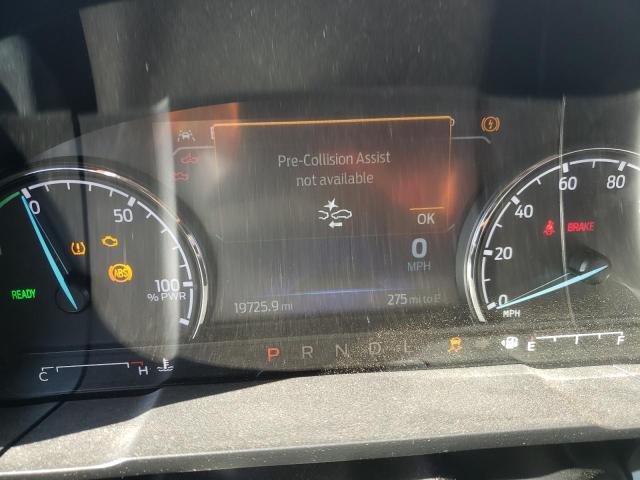 Pre-Collision Assist
not available
OK
0
MPH
19725.9 mi
275 mi to E
0
50
100
% PWR
ABS
READY
C
H
P R N D L
0
20
40
60
80
MPH
BRAKE
E
F